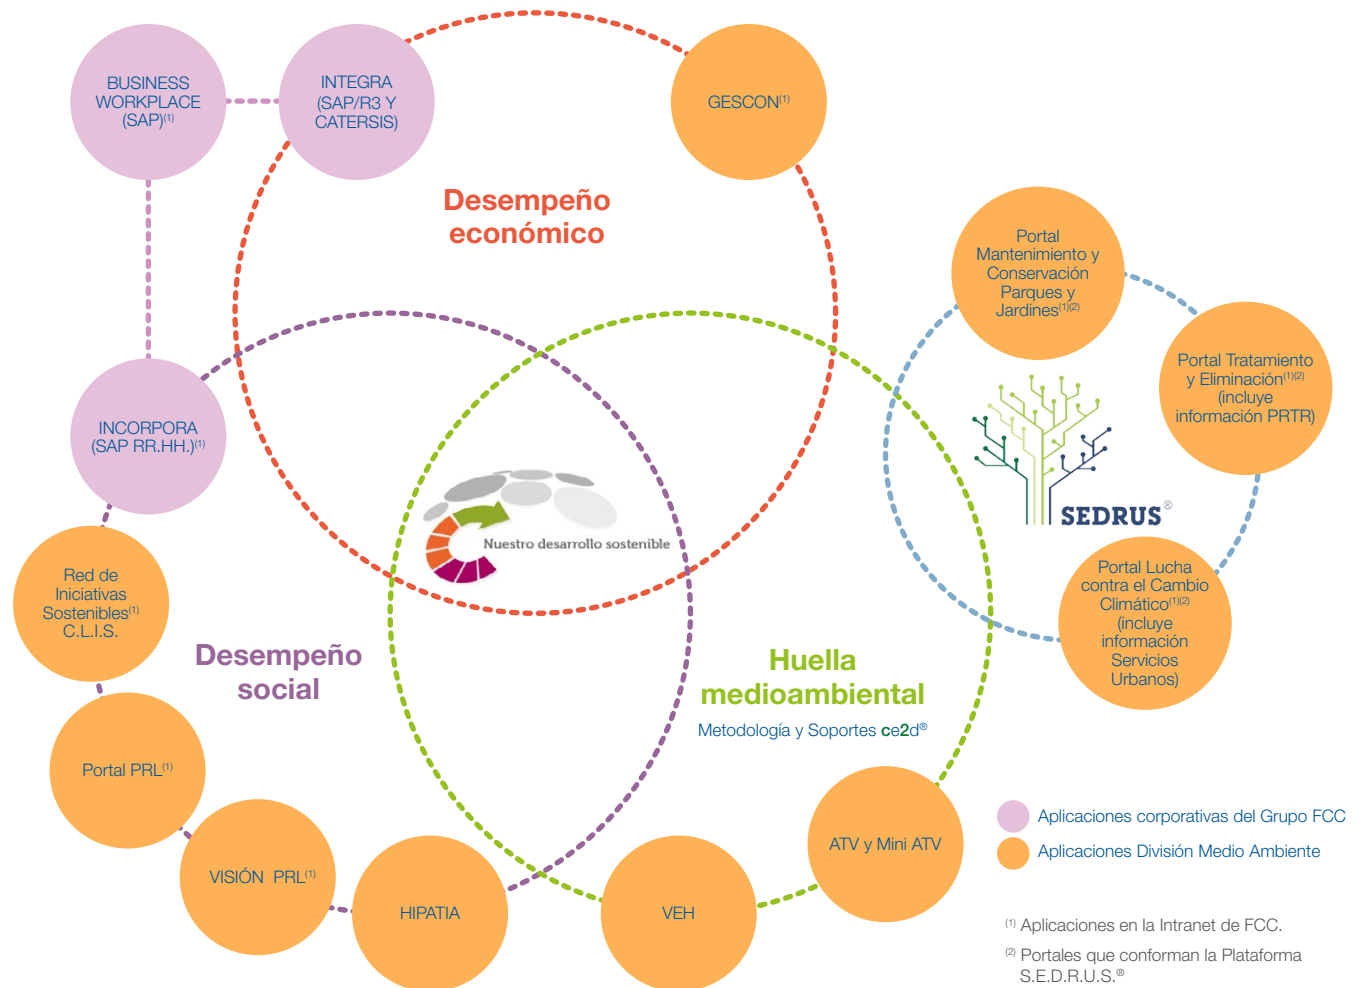 BUSINESS
WORKPLACE
(SAP)(1)
INTEGRA
(SAP/R3 Y
CATERSIS)
GESCON(1)
Desempeño
económico
Portal
Mantenimiento y
Conservación
Parques y
Jardines(1)(2)
Portal Tratamiento
y Eliminación(1)(2)
(incluye
información PRTR)
INCORPORA
(SAP RR.HH.)(1)
SEDRUS®
Nuestro desarrollo sostenible
Portal Lucha
contra el Cambio
Climático(1)(2)
(incluye
información
Servicios
Urbanos)
Red de
Iniciativas
Sostenibles(1)
C.L.I.S.
Desempeño
social
Huella
medioambiental
Metodología y Soportes ce2d®
Portal PRL(1)
VISIÓN PRL(1)
HIPATIA
VEH
ATV y Mini ATV
Aplicaciones corporativas del Grupo FCC
Aplicaciones División Medio Ambiente
(1) Aplicaciones en la Intranet de FCC.
(2) Portales que conforman la Plataforma
S.E.D.R.U.S.®